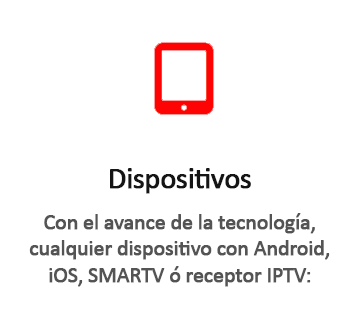 Dispositivos
Con el avance de la tecnología,
cualquier dispositivo con Android,
iOS, SMARTV ó receptor IPTV: